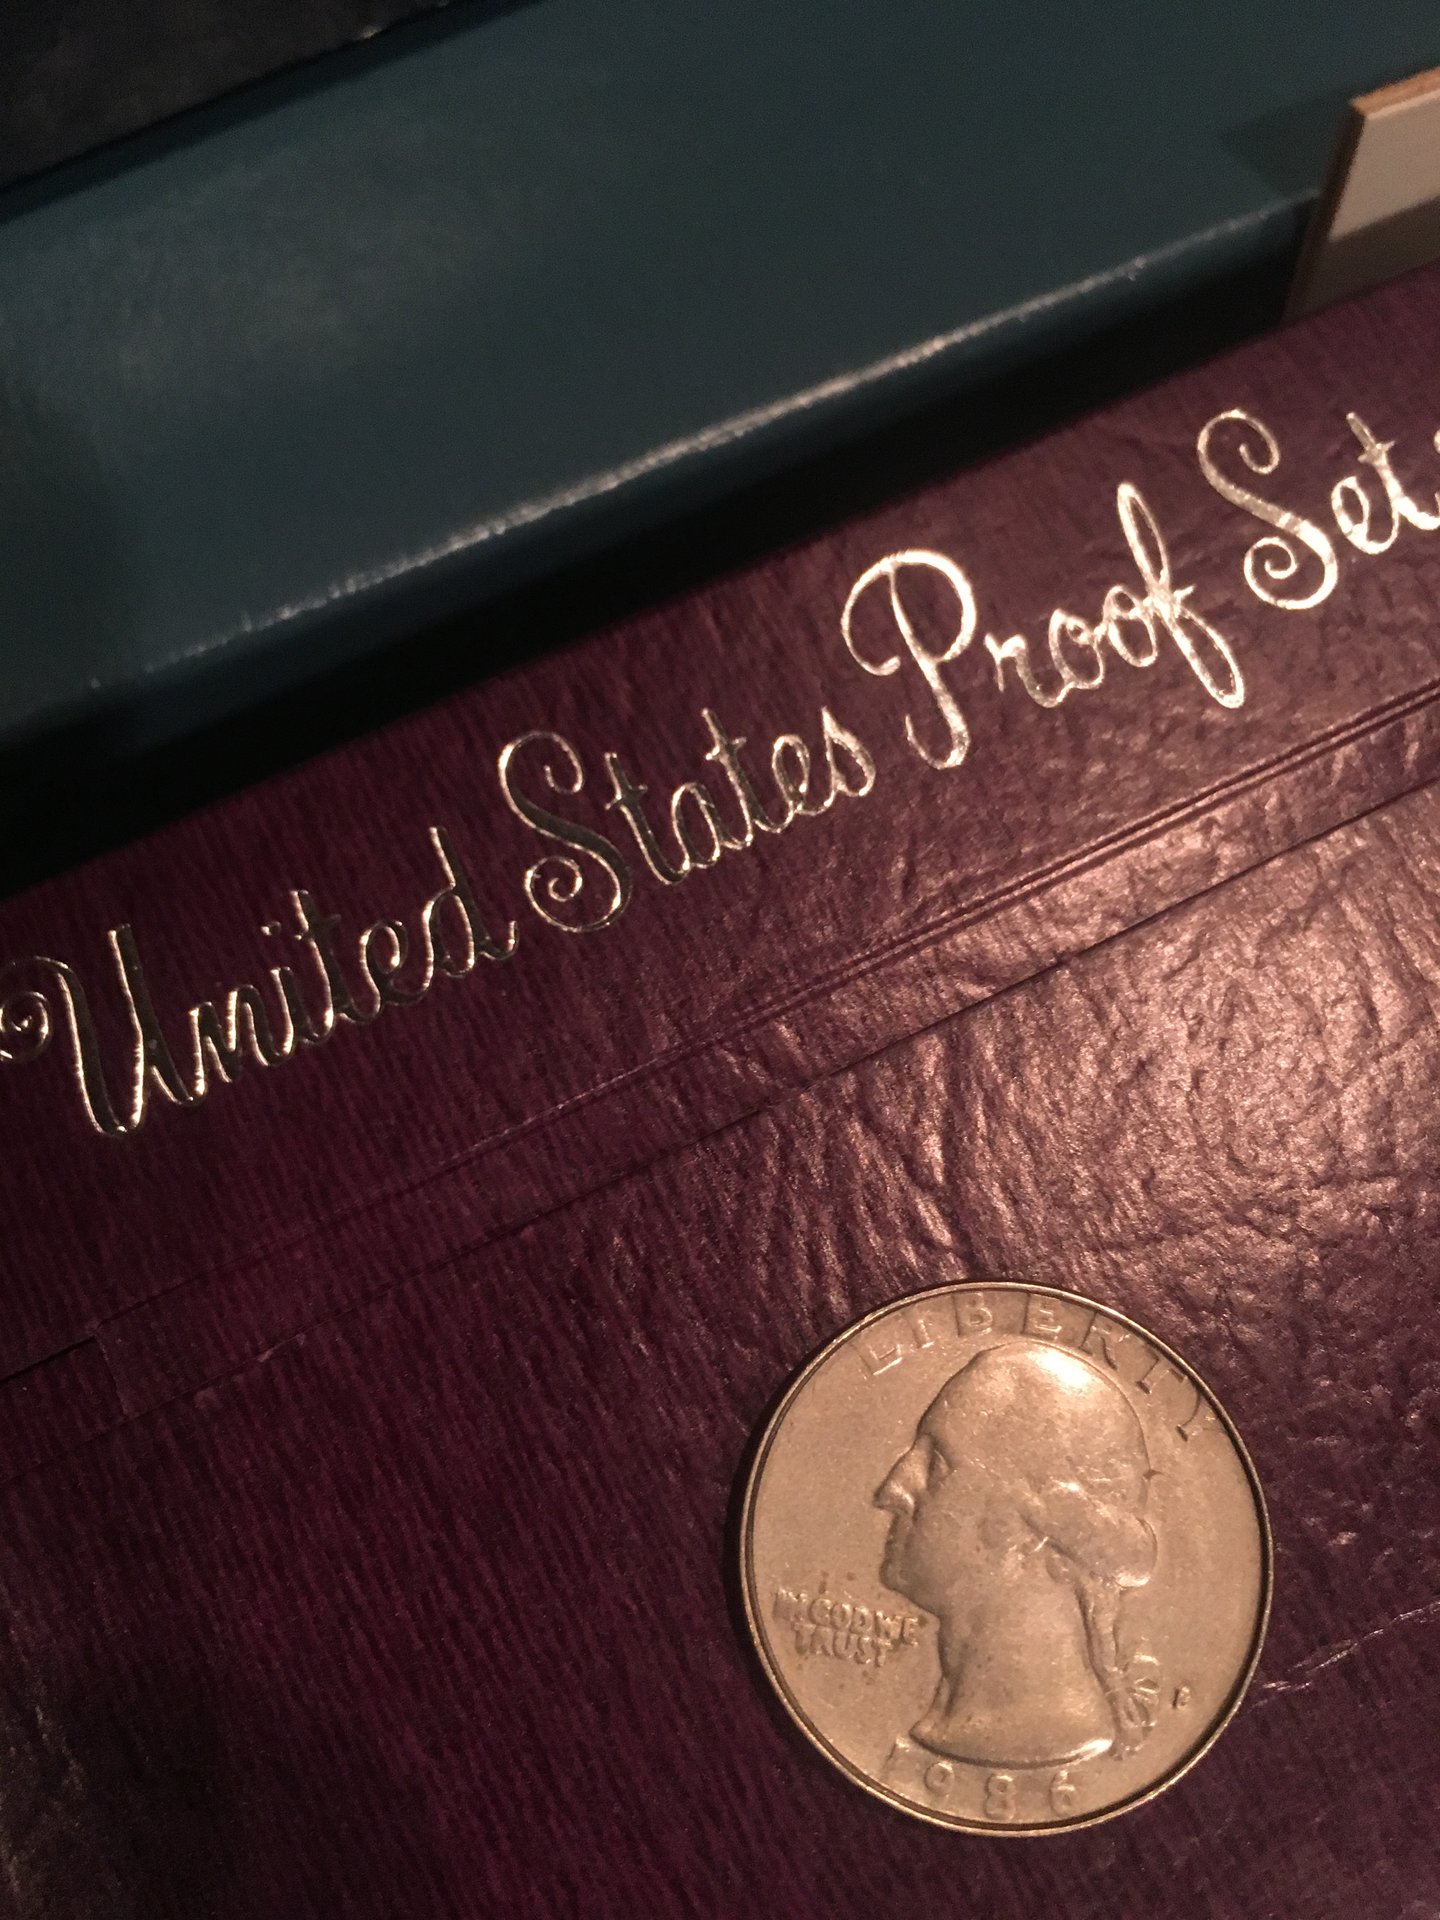 United States Proof Set
LIBERTY
IN GOD WE
TRUST
P
1986